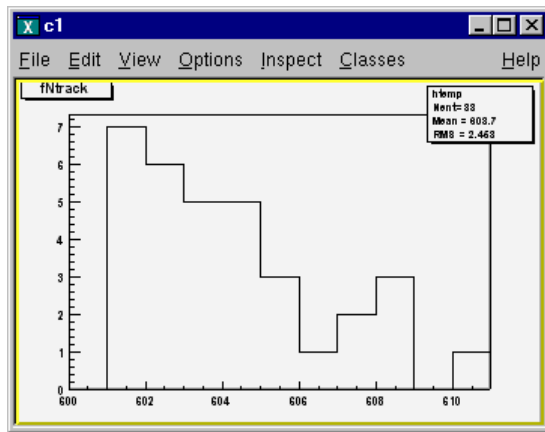 c1
File Edit View Options Inspect Classes Help
fNtrack
htemp
Nent= 33
Mean = 603.7
RMS = 2.463
7
6
5
4
3
2
1
0
600 602 604 606 608 610